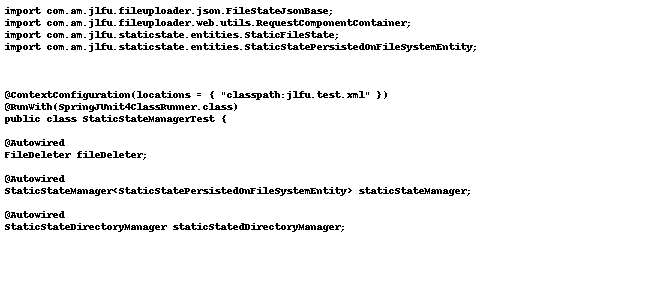 import com.am.jlfu.fileuploader.json.FileStateJsonBase;
import com.am.jlfu.fileuploader.web.utils.RequestComponentContainer;
import com.am.jlfu.staticstate.entities.StaticFileState;
import com.am.jlfu.staticstate.entities.StaticStatePersistedOnFileSystemEntity;
@ContextConfiguration(locations = { "classpath:jlfu.test.xml" })
@RunWith(SpringJUnit4ClassRunner.class)
public class StaticStateManagerTest {
@Autowired
FileDeleter fileDeleter;
@Autowired
StaticStateManager<StaticStatePersistedOnFileSystemEntity> staticStateManager;
@Autowired
StaticStateDirectoryManager staticStatedDirectoryManager;